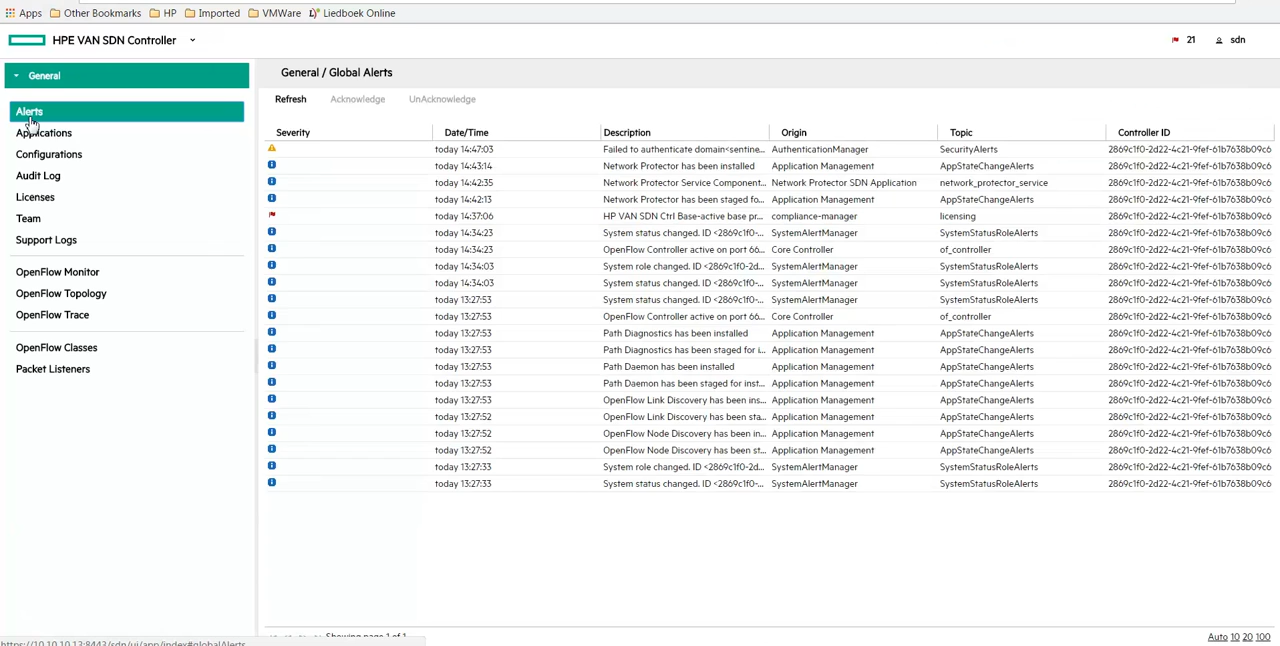 Apps Other Bookmarks HP Imported VMWare Liedboek Online
HPE VAN SDN Controller 21 sdn
General
General / Global Alerts
Refresh Acknowledge UnAcknowledge
Alerts
Applications
Configurations
Audit Log
Licenses
Team
Support Logs
OpenFlow Monitor
OpenFlow Topology
OpenFlow Trace
OpenFlow Classes
Packet Listeners
Severity Date/Time Description Origin Topic Controller ID
today 14:47:03 Failed to authenticate domain<sentine... AuthenticationManager SecurityAlerts 2869c1f0-2d22-4c21-9fef-61b7638b09c6
today 14:43:14 Network Protector has been installed Application Management AppStateChangeAlerts 2869c1f0-2d22-4c21-9fef-61b7638b09c6
today 14:42:35 Network Protector Service Component... Network Protector SDN Application network_protector_service 2869c1f0-2d22-4c21-9fef-61b7638b09c6
today 14:42:13 Network Protector has been staged fo... Application Management AppStateChangeAlerts 2869c1f0-2d22-4c21-9fef-61b7638b09c6
today 14:37:06 HPE VAN SDN Ctrl Base-active base pr... compliance-manager licensing 2869c1f0-2d22-4c21-9fef-61b7638b09c6
today 14:34:23 System status changed. ID <2869c1f0-... SystemAlertManager SystemStatusRoleAlerts 2869c1f0-2d22-4c21-9fef-61b7638b09c6
today 14:34:23 OpenFlow Controller active on port 66... Core Controller of_controller 2869c1f0-2d22-4c21-9fef-61b7638b09c6
today 14:34:03 System role changed. ID <2869c1f0-2d... SystemAlertManager SystemStatusRoleAlerts 2869c1f0-2d22-4c21-9fef-61b7638b09c6
today 14:34:03 System status changed. ID <2869c1f0-... SystemAlertManager SystemStatusRoleAlerts 2869c1f0-2d22-4c21-9fef-61b7638b09c6
today 13:27:53 System status changed. ID <2869c1f0-... SystemAlertManager SystemStatusRoleAlerts 2869c1f0-2d22-4c21-9fef-61b7638b09c6
today 13:27:53 OpenFlow Controller active on port 66... Core Controller of_controller 2869c1f0-2d22-4c21-9fef-61b7638b09c6
today 13:27:53 Path Diagnostics has been installed Application Management AppStateChangeAlerts 2869c1f0-2d22-4c21-9fef-61b7638b09c6
today 13:27:53 Path Diagnostics has been staged for i... Application Management AppStateChangeAlerts 2869c1f0-2d22-4c21-9fef-61b7638b09c6
today 13:27:53 Path Daemon has been installed Application Management AppStateChangeAlerts 2869c1f0-2d22-4c21-9fef-61b7638b09c6
today 13:27:53 Path Daemon has been staged for inst... Application Management AppStateChangeAlerts 2869c1f0-2d22-4c21-9fef-61b7638b09c6
today 13:27:53 OpenFlow Link Discovery has been ins... Application Management AppStateChangeAlerts 2869c1f0-2d22-4c21-9fef-61b7638b09c6
today 13:27:52 OpenFlow Link Discovery has been sta... Application Management AppStateChangeAlerts 2869c1f0-2d22-4c21-9fef-61b7638b09c6
today 13:27:52 OpenFlow Node Discovery has been in... Application Management AppStateChangeAlerts 2869c1f0-2d22-4c21-9fef-61b7638b09c6
today 13:27:52 OpenFlow Node Discovery has been st... Application Management AppStateChangeAlerts 2869c1f0-2d22-4c21-9fef-61b7638b09c6
today 13:27:33 System role changed. ID <2869c1f0-2d... SystemAlertManager SystemStatusRoleAlerts 2869c1f0-2d22-4c21-9fef-61b7638b09c6
today 13:27:33 System status changed. ID <2869c1f0-... SystemAlertManager SystemStatusRoleAlerts 2869c1f0-2d22-4c21-9fef-61b7638b09c6
Showing page 1 of 1 Auto 10 20 100
https://10.10.10.13:8443/sdn/ui/app/index#globalAlerts